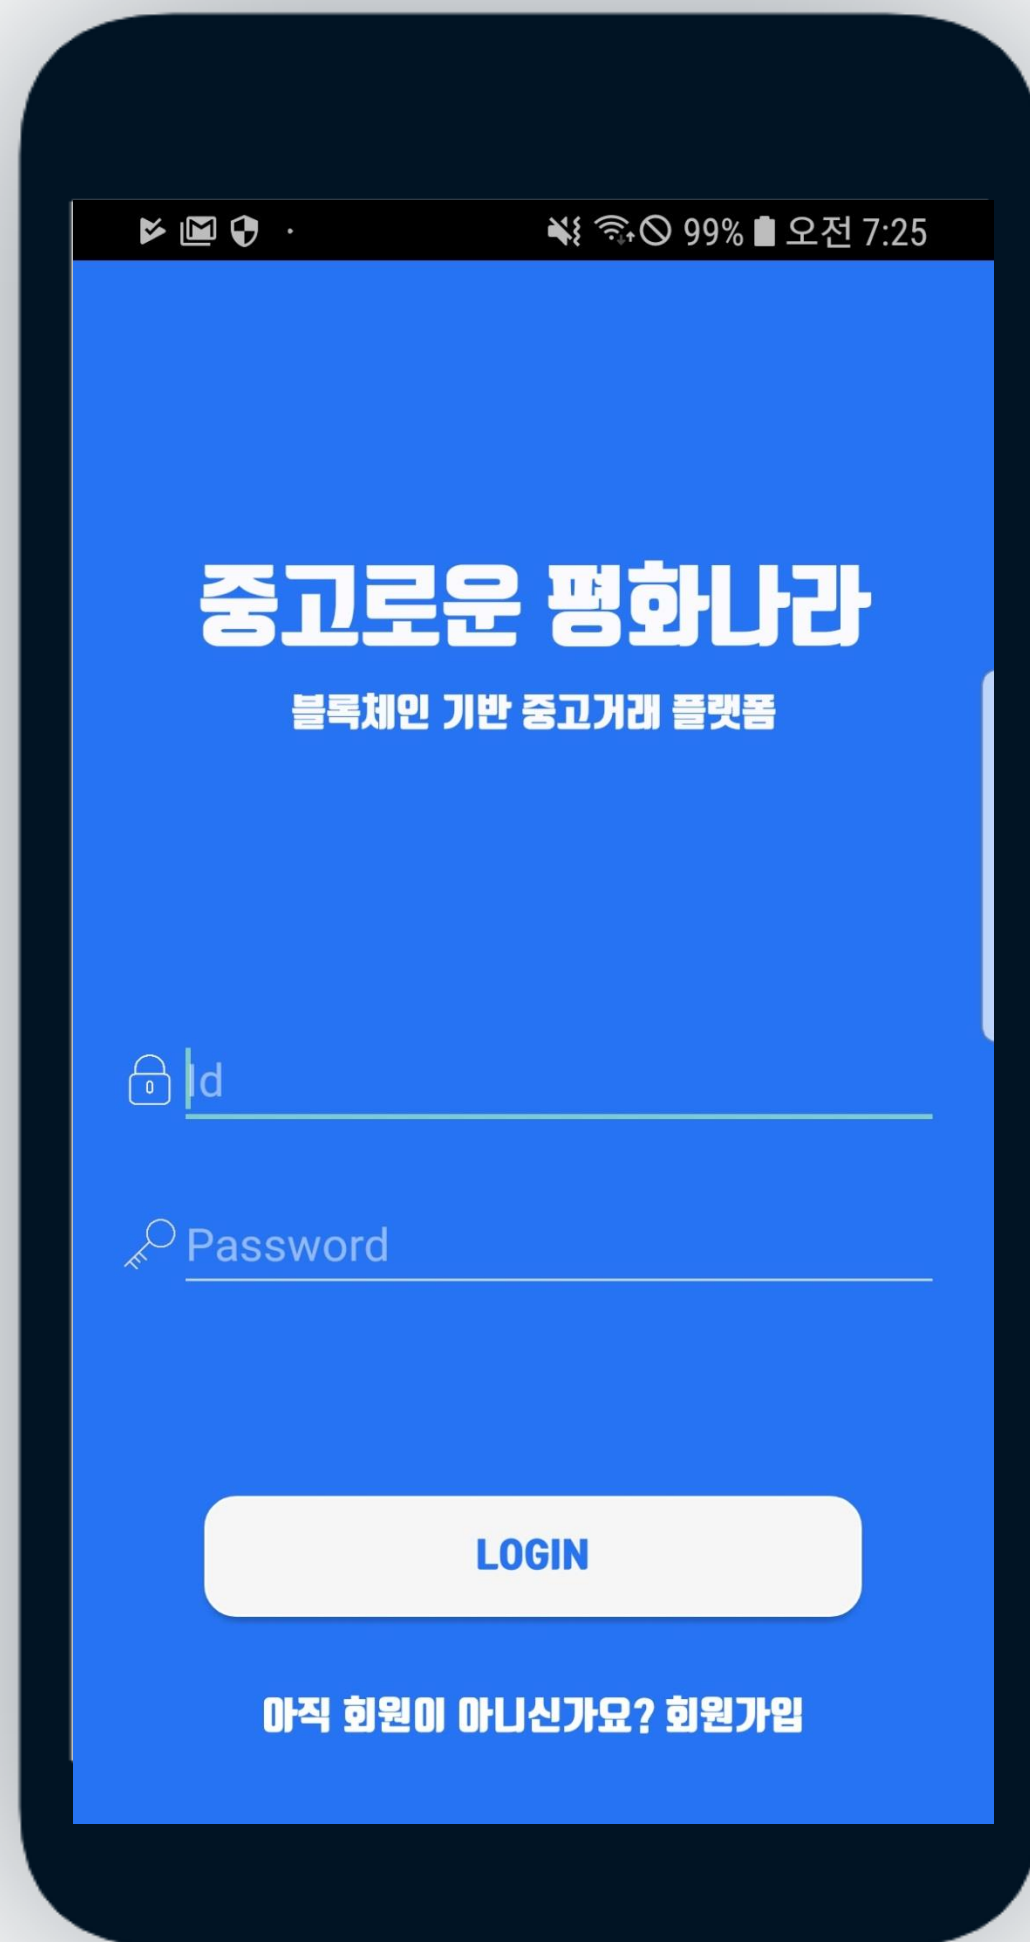 99% 오전 7:25
중고로운 평화나라
블록체인 기반 중고거래 플랫폼
Id
Password
LOGIN
아직 회원이 아니신가요? 회원가입